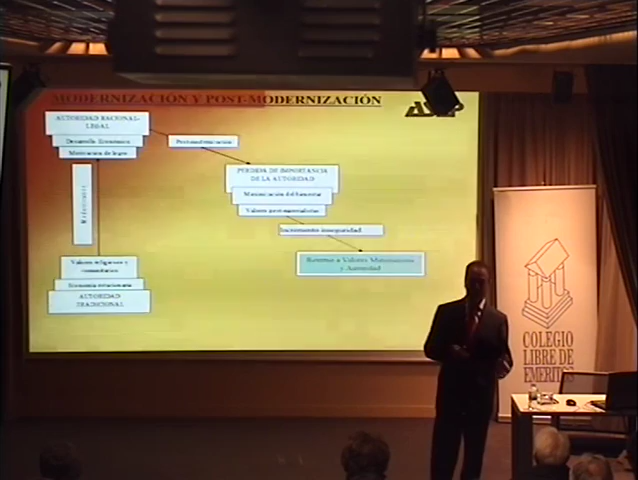 MODERNIZACIÓN Y POST-MODERNIZACIÓN
AUTORIDAD RACIONAL-
LEGAL
Desarrollo Económico
Motivación de logro
Postmodernización
PERDIDA DE IMPORTANCIA
DE LA AUTORIDAD
Maximización del bienestar
Valores postmaterialistas
Incremento inseguridad
Retorno a Valores Materialistas
y Autoridad
Valores religiosos y
comunitarios
Economía estacionaria
AUTORIDAD
TRADICIONAL
COLEGIO
LIBRE DE
EMERITOS